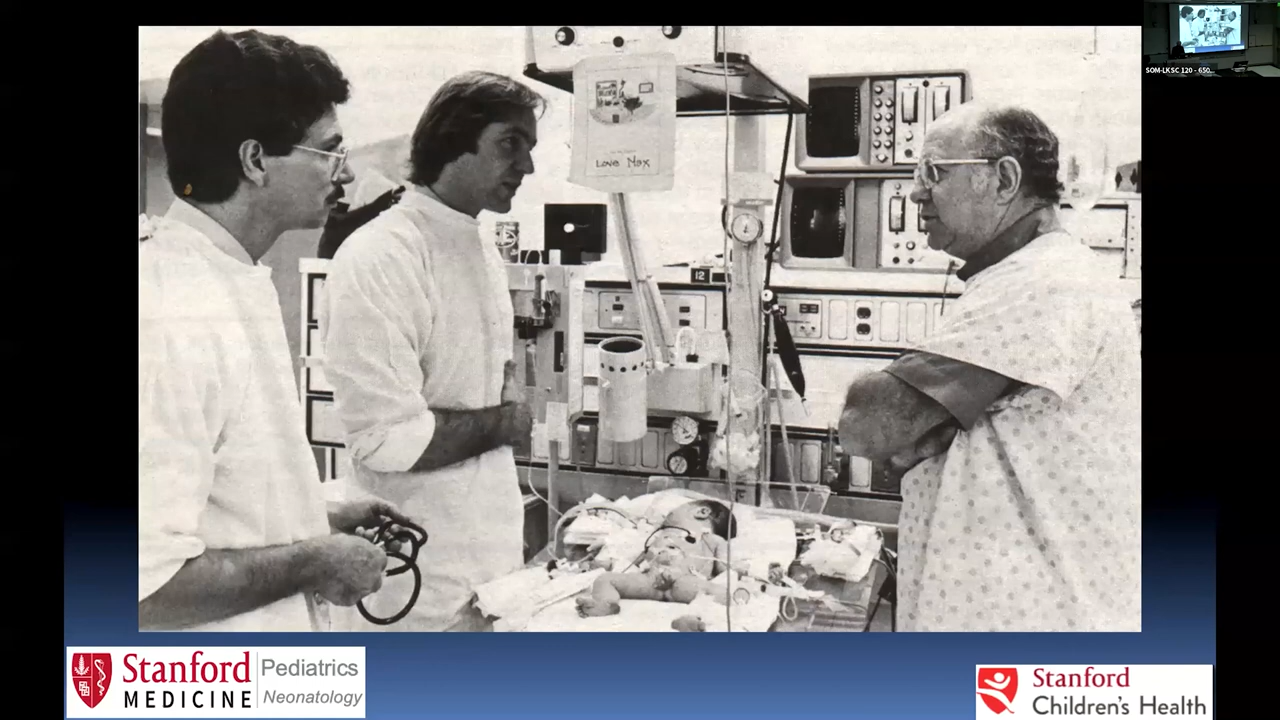 SOM-LKSC 120 - 650...
Love Max
12
Stanford
MEDICINE
Pediatrics
Neonatology
Stanford
Children's Health